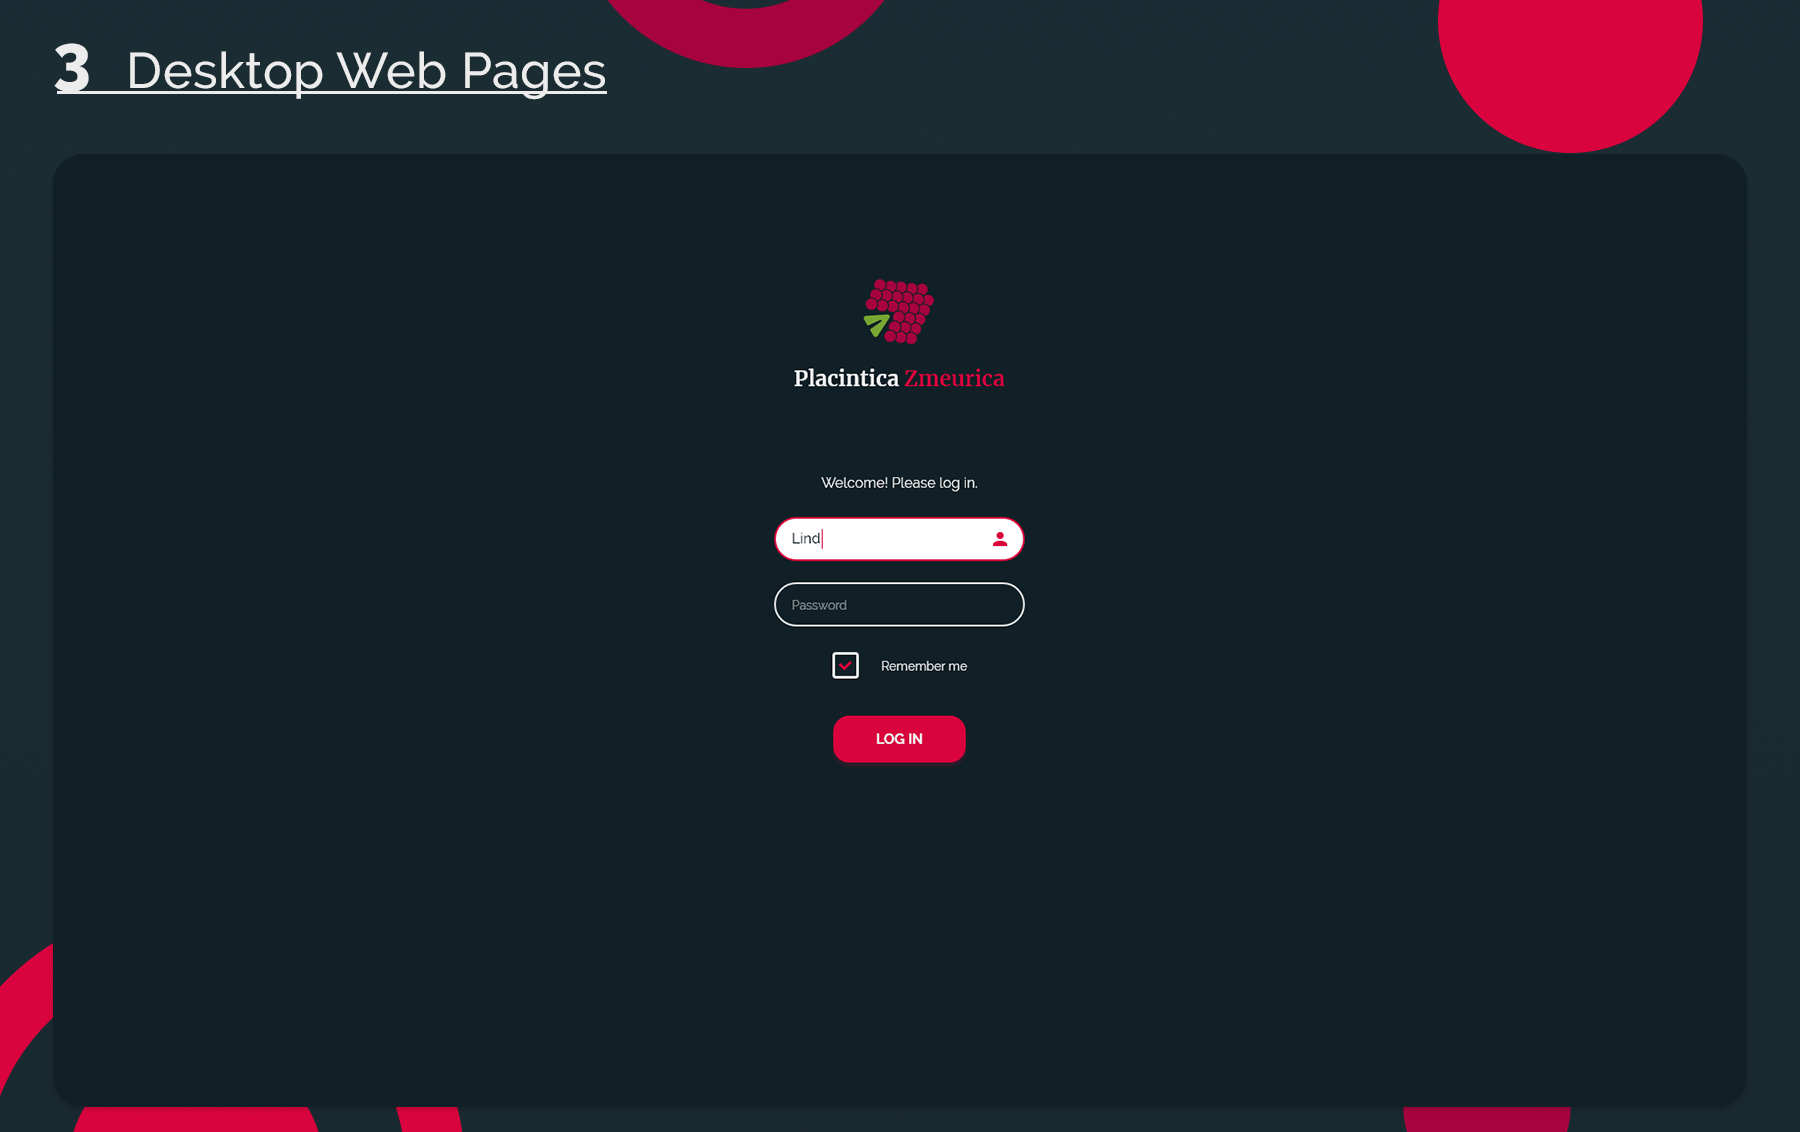 3 Desktop Web Pages
Placintica Zmeurica
Welcome! Please log in.
Lind
Password
Remember me
LOG IN